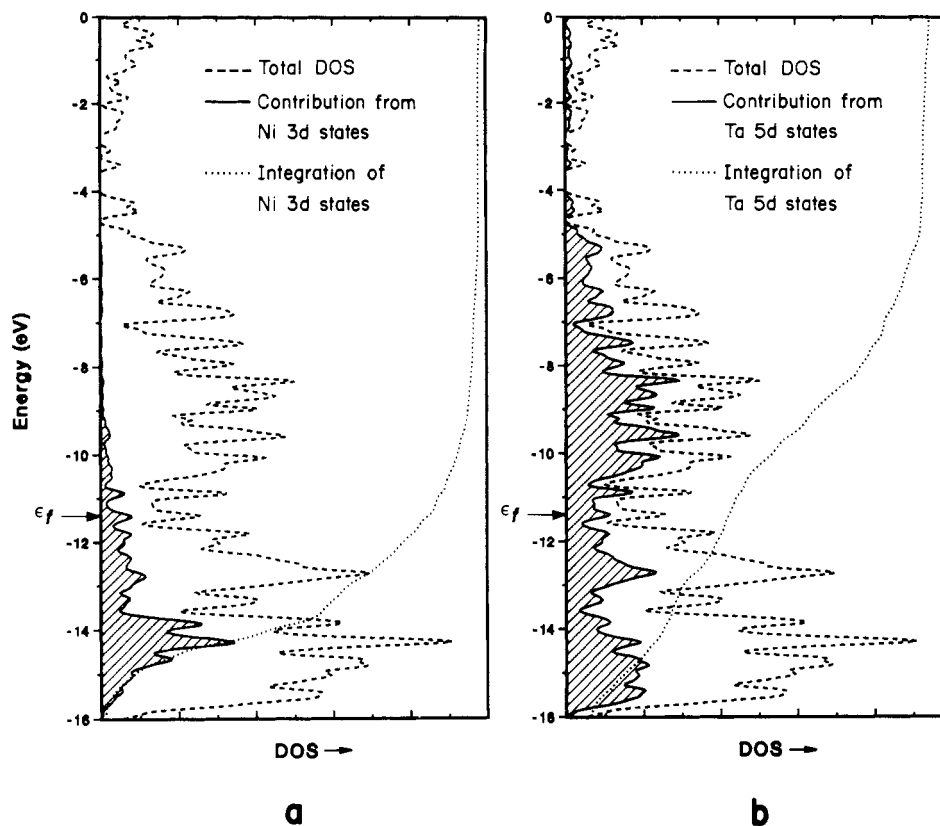 0
-2
-4
-6
-8
-10
-12
-14
-16
Energy (eV)
εf
Total DOS
Contribution from
Ni 3d states
Integration of
Ni 3d states
DOS →
a
0
-2
-4
-6
-8
-10
-12
-14
-16
εf
Total DOS
Contribution from
Ta 5d states
Integration of
Ta 5d states
DOS →
b